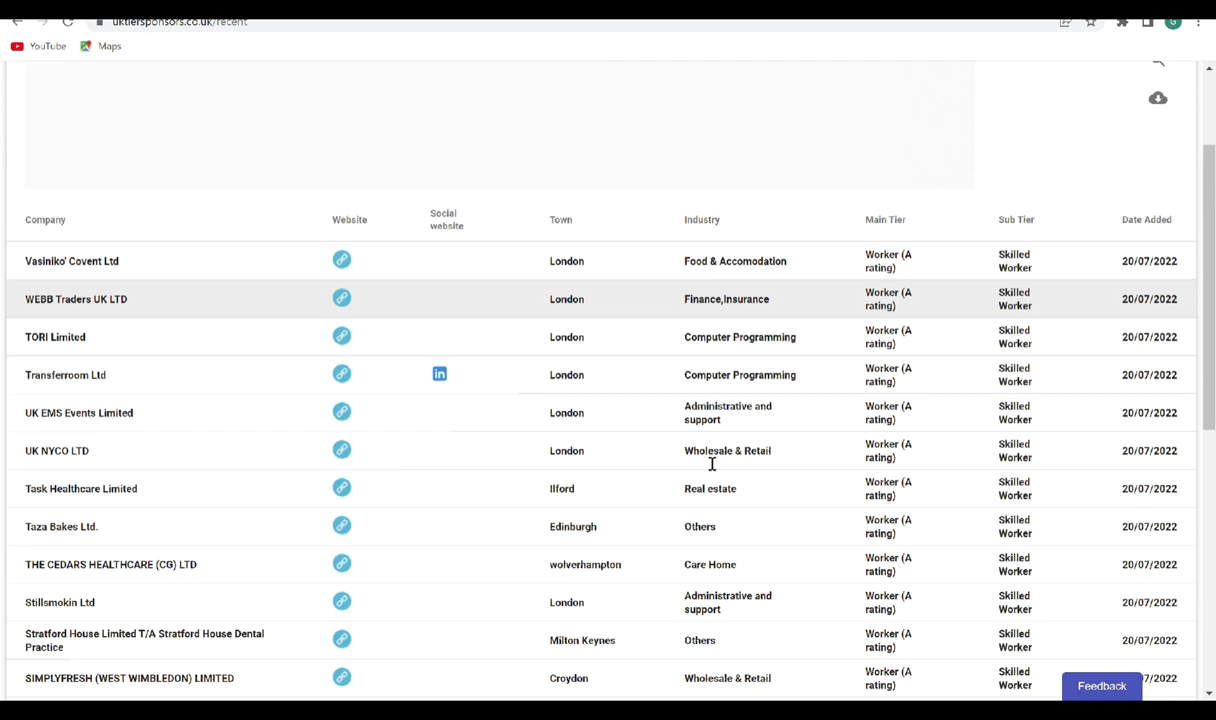 uktiersponsors.co.uk/recent
G
YouTube Maps
Company Website Social website Town Industry Main Tier Sub Tier Date Added
Vasiniko' Covent Ltd London Food & Accomodation Worker (A rating) Skilled Worker 20/07/2022
WEBB Traders UK LTD London Finance,Insurance Worker (A rating) Skilled Worker 20/07/2022
TORI Limited London Computer Programming Worker (A rating) Skilled Worker 20/07/2022
Transferroom Ltd in London Computer Programming Worker (A rating) Skilled Worker 20/07/2022
UK EMS Events Limited London Administrative and support Worker (A rating) Skilled Worker 20/07/2022
UK NYCO LTD London Wholesale & Retail Worker (A rating) Skilled Worker 20/07/2022
Task Healthcare Limited Ilford Real estate Worker (A rating) Skilled Worker 20/07/2022
Taza Bakes Ltd. Edinburgh Others Worker (A rating) Skilled Worker 20/07/2022
THE CEDARS HEALTHCARE (CG) LTD wolverhampton Care Home Worker (A rating) Skilled Worker 20/07/2022
Stillsmokin Ltd London Administrative and support Worker (A rating) Skilled Worker 20/07/2022
Stratford House Limited T/A Stratford House Dental Practice Milton Keynes Others Worker (A rating) Skilled Worker 20/07/2022
SIMPLYFRESH (WEST WIMBLEDON) LIMITED Croydon Wholesale & Retail Worker (A rating) Skilled Worker 7/2022
Feedback